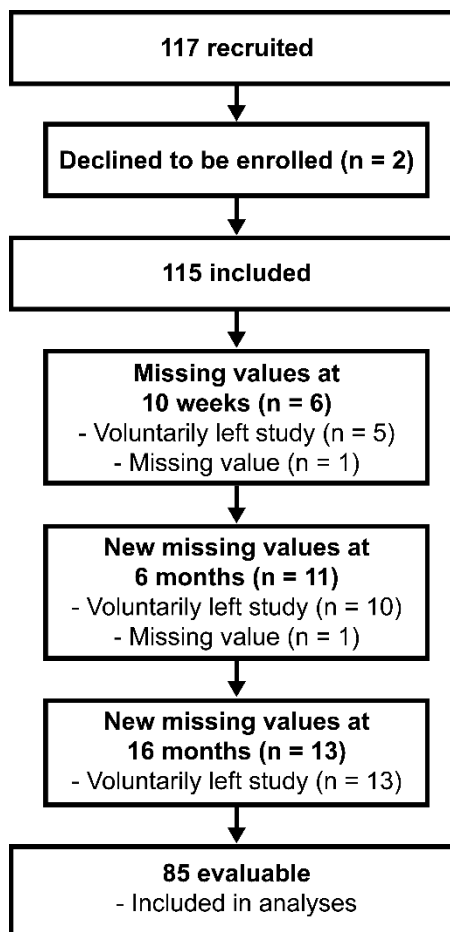 117 recruited
Declined to be enrolled (n = 2)
115 included
Missing values at
10 weeks (n = 6)
- Voluntarily left study (n = 5)
- Missing value (n = 1)
New missing values at
6 months (n = 11)
- Voluntarily left study (n = 10)
- Missing value (n = 1)
New missing values at
16 months (n = 13)
- Voluntarily left study (n = 13)
85 evaluable
- Included in analyses